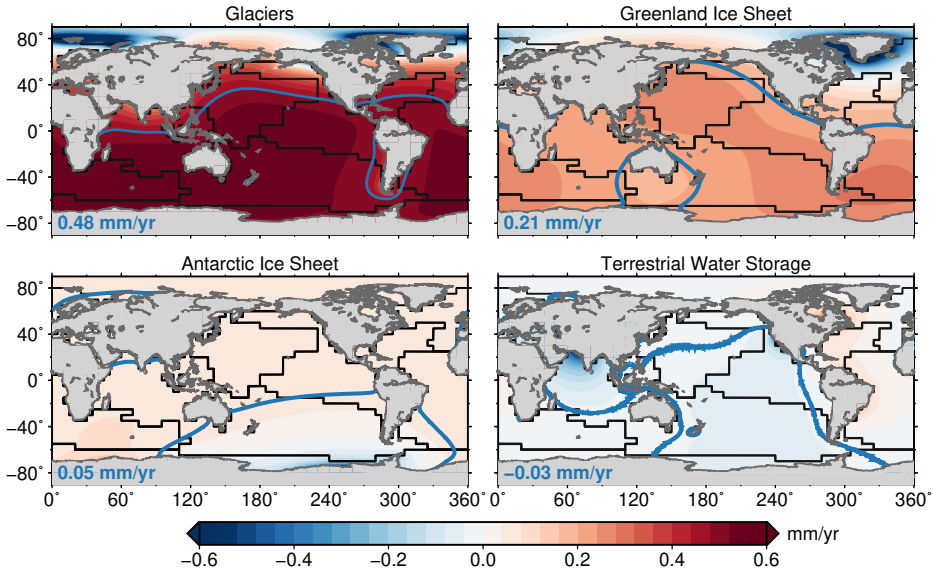 Glaciers
Greenland Ice Sheet
80°
40°
0°
−40°
−80°
0.48 mm/yr
0.21 mm/yr
Antarctic Ice Sheet
Terrestrial Water Storage
80°
40°
0°
−40°
−80°
0.05 mm/yr
−0.03 mm/yr
0° 60° 120° 180° 240° 300° 360° 0° 60° 120° 180° 240° 300° 360°
−0.6 −0.4 −0.2 0.0 0.2 0.4 0.6 mm/yr